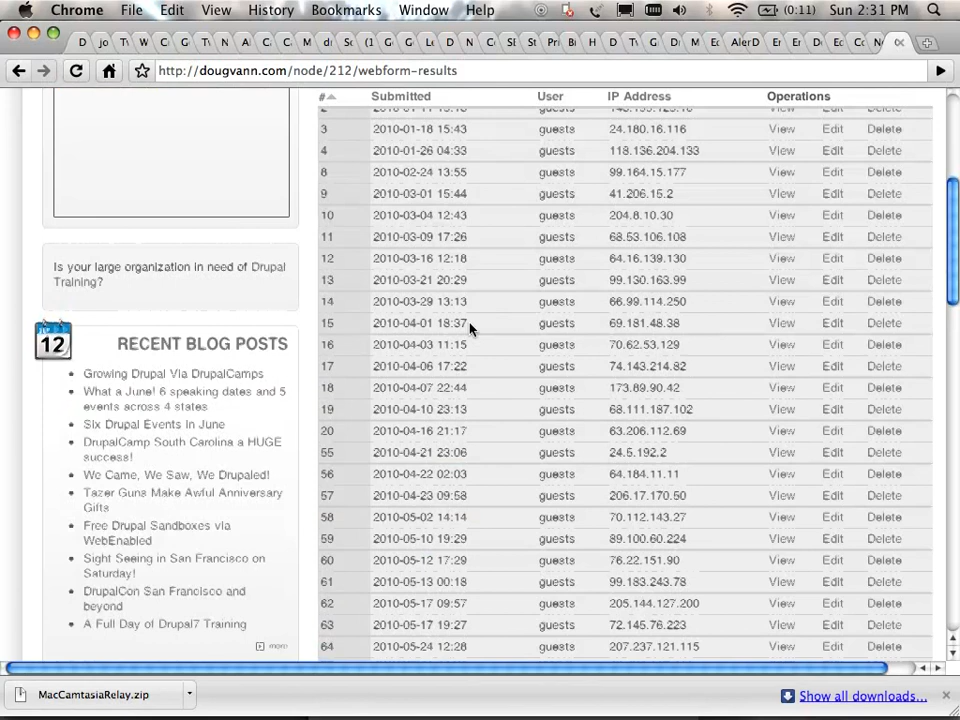 Chrome File Edit View History Bookmarks Window Help (0:11) Sun 2:31 PM
http://dougvann.com/node/212/webform-results
# Submitted User IP Address Operations
3 2010-01-18 15:43 guests 24.180.16.116 View Edit Delete
4 2010-01-26 04:33 guests 118.136.204.133 View Edit Delete
8 2010-02-24 13:55 guests 99.164.15.177 View Edit Delete
9 2010-03-01 15:44 guests 41.206.15.2 View Edit Delete
10 2010-03-04 12:43 guests 204.8.10.30 View Edit Delete
11 2010-03-09 17:26 guests 68.53.106.108 View Edit Delete
12 2010-03-16 12:18 guests 64.16.139.130 View Edit Delete
13 2010-03-21 20:29 guests 99.130.163.99 View Edit Delete
14 2010-03-29 13:13 guests 66.99.114.250 View Edit Delete
15 2010-04-01 18:37 guests 69.181.48.38 View Edit Delete
16 2010-04-03 11:15 guests 70.62.53.129 View Edit Delete
17 2010-04-06 17:22 guests 74.143.214.82 View Edit Delete
18 2010-04-07 22:44 guests 173.89.90.42 View Edit Delete
19 2010-04-10 23:13 guests 68.111.187.102 View Edit Delete
20 2010-04-16 21:17 guests 63.206.112.69 View Edit Delete
55 2010-04-21 23:06 guests 24.5.192.2 View Edit Delete
56 2010-04-22 02:03 guests 64.184.11.11 View Edit Delete
57 2010-04-23 09:58 guests 206.17.170.50 View Edit Delete
58 2010-05-02 14:14 guests 70.112.143.27 View Edit Delete
59 2010-05-10 19:29 guests 89.100.60.224 View Edit Delete
60 2010-05-12 17:29 guests 76.22.151.90 View Edit Delete
61 2010-05-13 00:18 guests 99.183.243.78 View Edit Delete
62 2010-05-17 09:57 guests 205.144.127.200 View Edit Delete
63 2010-05-17 19:27 guests 72.145.76.223 View Edit Delete
64 2010-05-24 12:28 guests 207.237.121.115 View Edit Delete
Is your large organization in need of Drupal
Training?
12 RECENT BLOG POSTS
Growing Drupal Via DrupalCamps
What a June! 6 speaking dates and 5
events across 4 states
Six Drupal Events In June
DrupalCamp South Carolina a HUGE
success!
We Came, We Saw, We Drupaled!
Tazer Guns Make Awful Anniversary
Gifts
Free Drupal Sandboxes via
WebEnabled
Sight Seeing in San Francisco on
Saturday!
DrupalCon San Francisco and
beyond
A Full Day of Drupal7 Training
more
MacCamtasiaRelay.zip
Show all downloads...